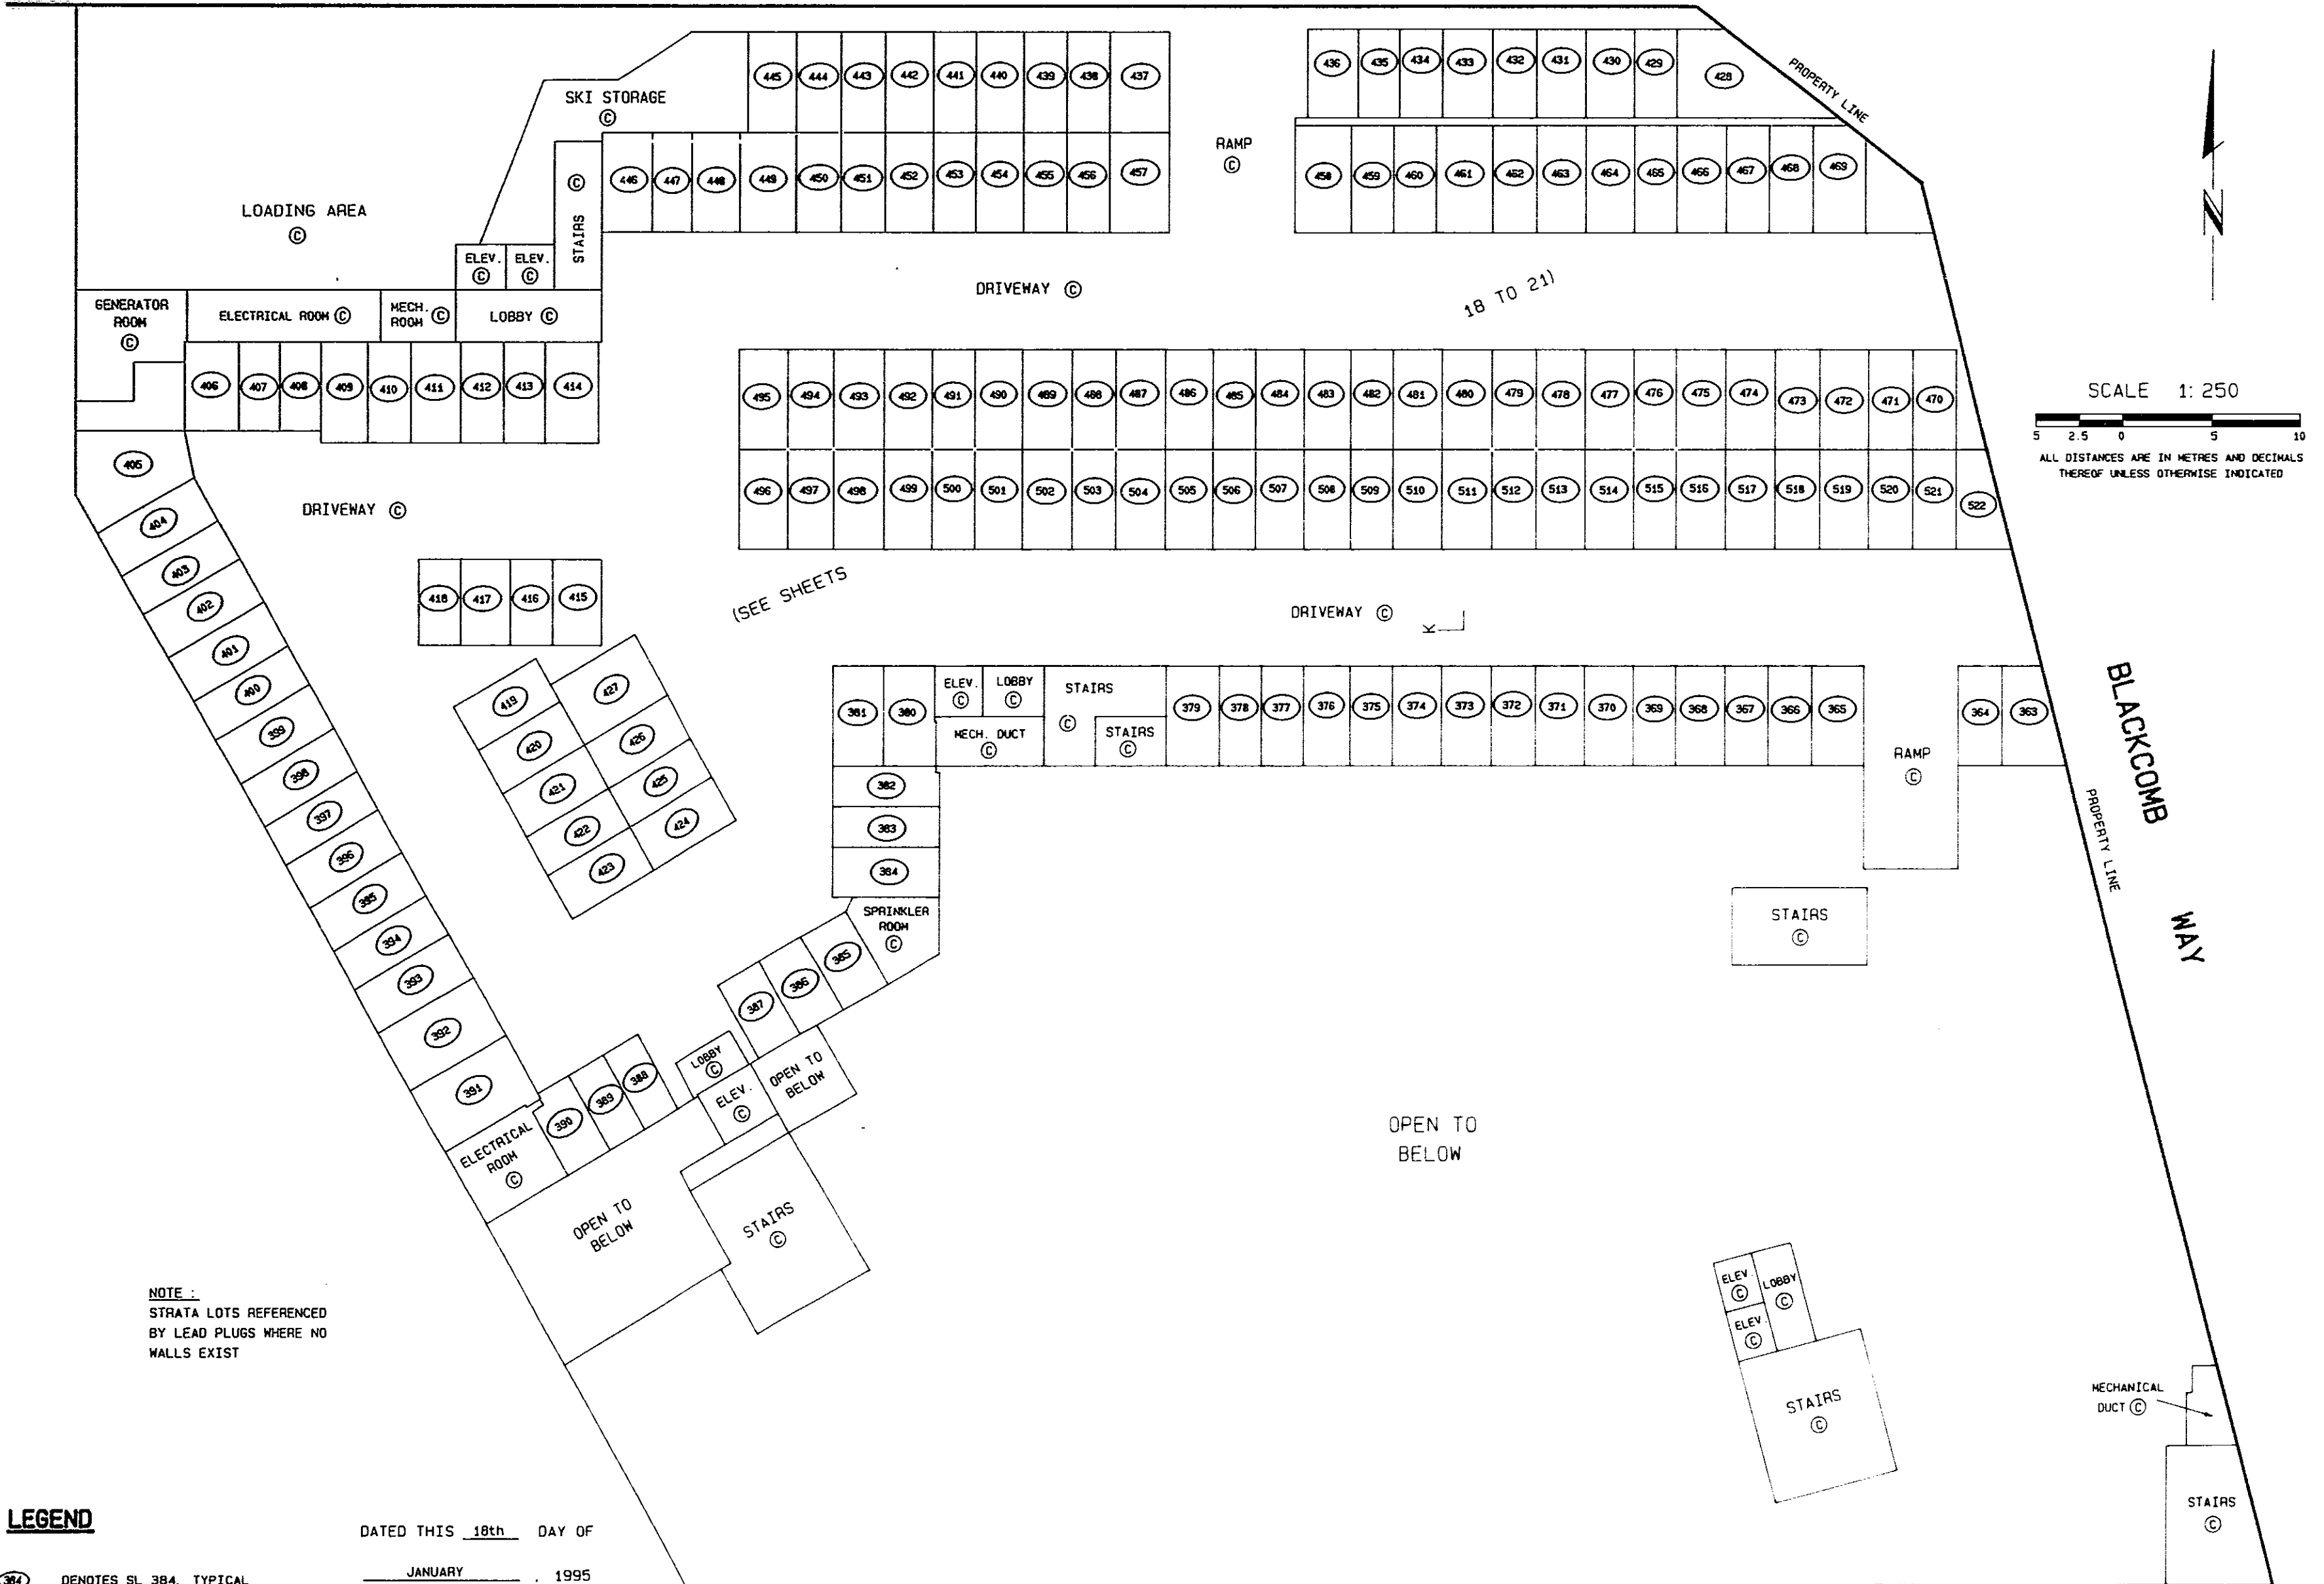 445 444 443 442 441 440 439 438 437
436 435 434 433 432 431 430 429 428
PROPERTY LINE
SKI STORAGE
©
RAMP
©
446 447 448 449 450 451 452 453 454 455 456 457
458 459 460 461 462 463 464 465 466 467 468 469
©
STAIRS
LOADING AREA
©
N
ELEV.
©
ELEV.
©
DRIVEWAY ©
18 TO 21)
GENERATOR
ROOM
©
ELECTRICAL ROOM ©
MECH.
ROOM ©
LOBBY ©
406 407 408 409 410 411 412 413 414
495 494 493 492 491 490 489 488 487 486 485 484 483 482 481 480 479 478 477 476 475 474 473 472 471 470
SCALE 1: 250
5 2.5 0 5 10
ALL DISTANCES ARE IN METRES AND DECIMALS
THEREOF UNLESS OTHERWISE INDICATED
496 497 498 499 500 501 502 503 504 505 506 507 508 509 510 511 512 513 514 515 516 517 518 519 520 521 522
405
404
403
402
401
400
399
398
397
396
395
394
393
392
391
DRIVEWAY ©
418 417 416 415
(SEE SHEETS
DRIVEWAY ©
K
419
420
421
422
423
427
426
425
424
381 380
ELEV.
©
LOBBY
©
STAIRS
©
MECH. DUCT
©
STAIRS
©
379 378 377 376 375 374 373 372 371 370 369 368 367 366 365
RAMP
©
364 363
BLACKCOMB
WAY
PROPERTY LINE
382
383
384
SPRINKLER
ROOM
©
STAIRS
©
387 386 385
LOBBY
©
ELEV.
©
OPEN TO
BELOW
390 389 388
ELECTRICAL
ROOM
©
OPEN TO
BELOW
STAIRS
©
OPEN TO
BELOW
ELEV.
©
LOBBY
©
ELEV.
©
STAIRS
©
MECHANICAL
DUCT ©
STAIRS
©
NOTE :
STRATA LOTS REFERENCED
BY LEAD PLUGS WHERE NO
WALLS EXIST
LEGEND
384 DENOTES SL 384, TYPICAL
DATED THIS 18th DAY OF
JANUARY , 1995